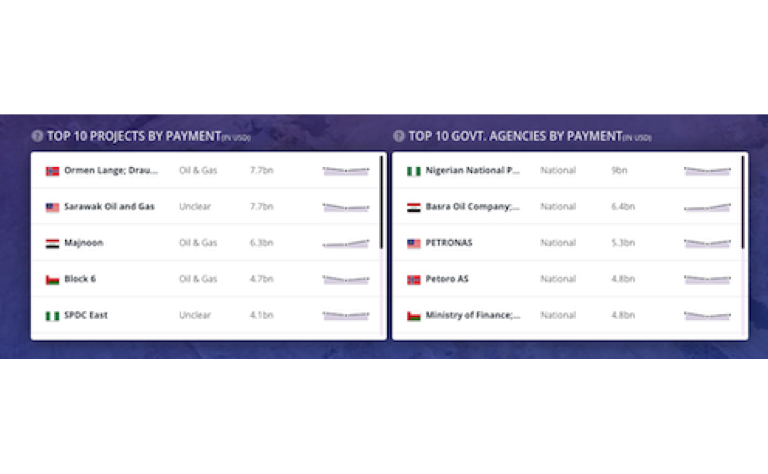 ? TOP 10 PROJECTS BY PAYMENT(IN USD)
Ormen Lange; Drau... Oil & Gas 7.7bn
Sarawak Oil and Gas Unclear 7.7bn
Majnoon Oil & Gas 6.3bn
Block 6 Oil & Gas 4.7bn
SPDC East Unclear 4.1bn
? TOP 10 GOVT. AGENCIES BY PAYMENT(IN USD)
Nigerian National P... National 9bn
Basra Oil Company;... National 6.4bn
PETRONAS National 5.3bn
Petoro AS National 4.8bn
Ministry of Finance;... National 4.8bn